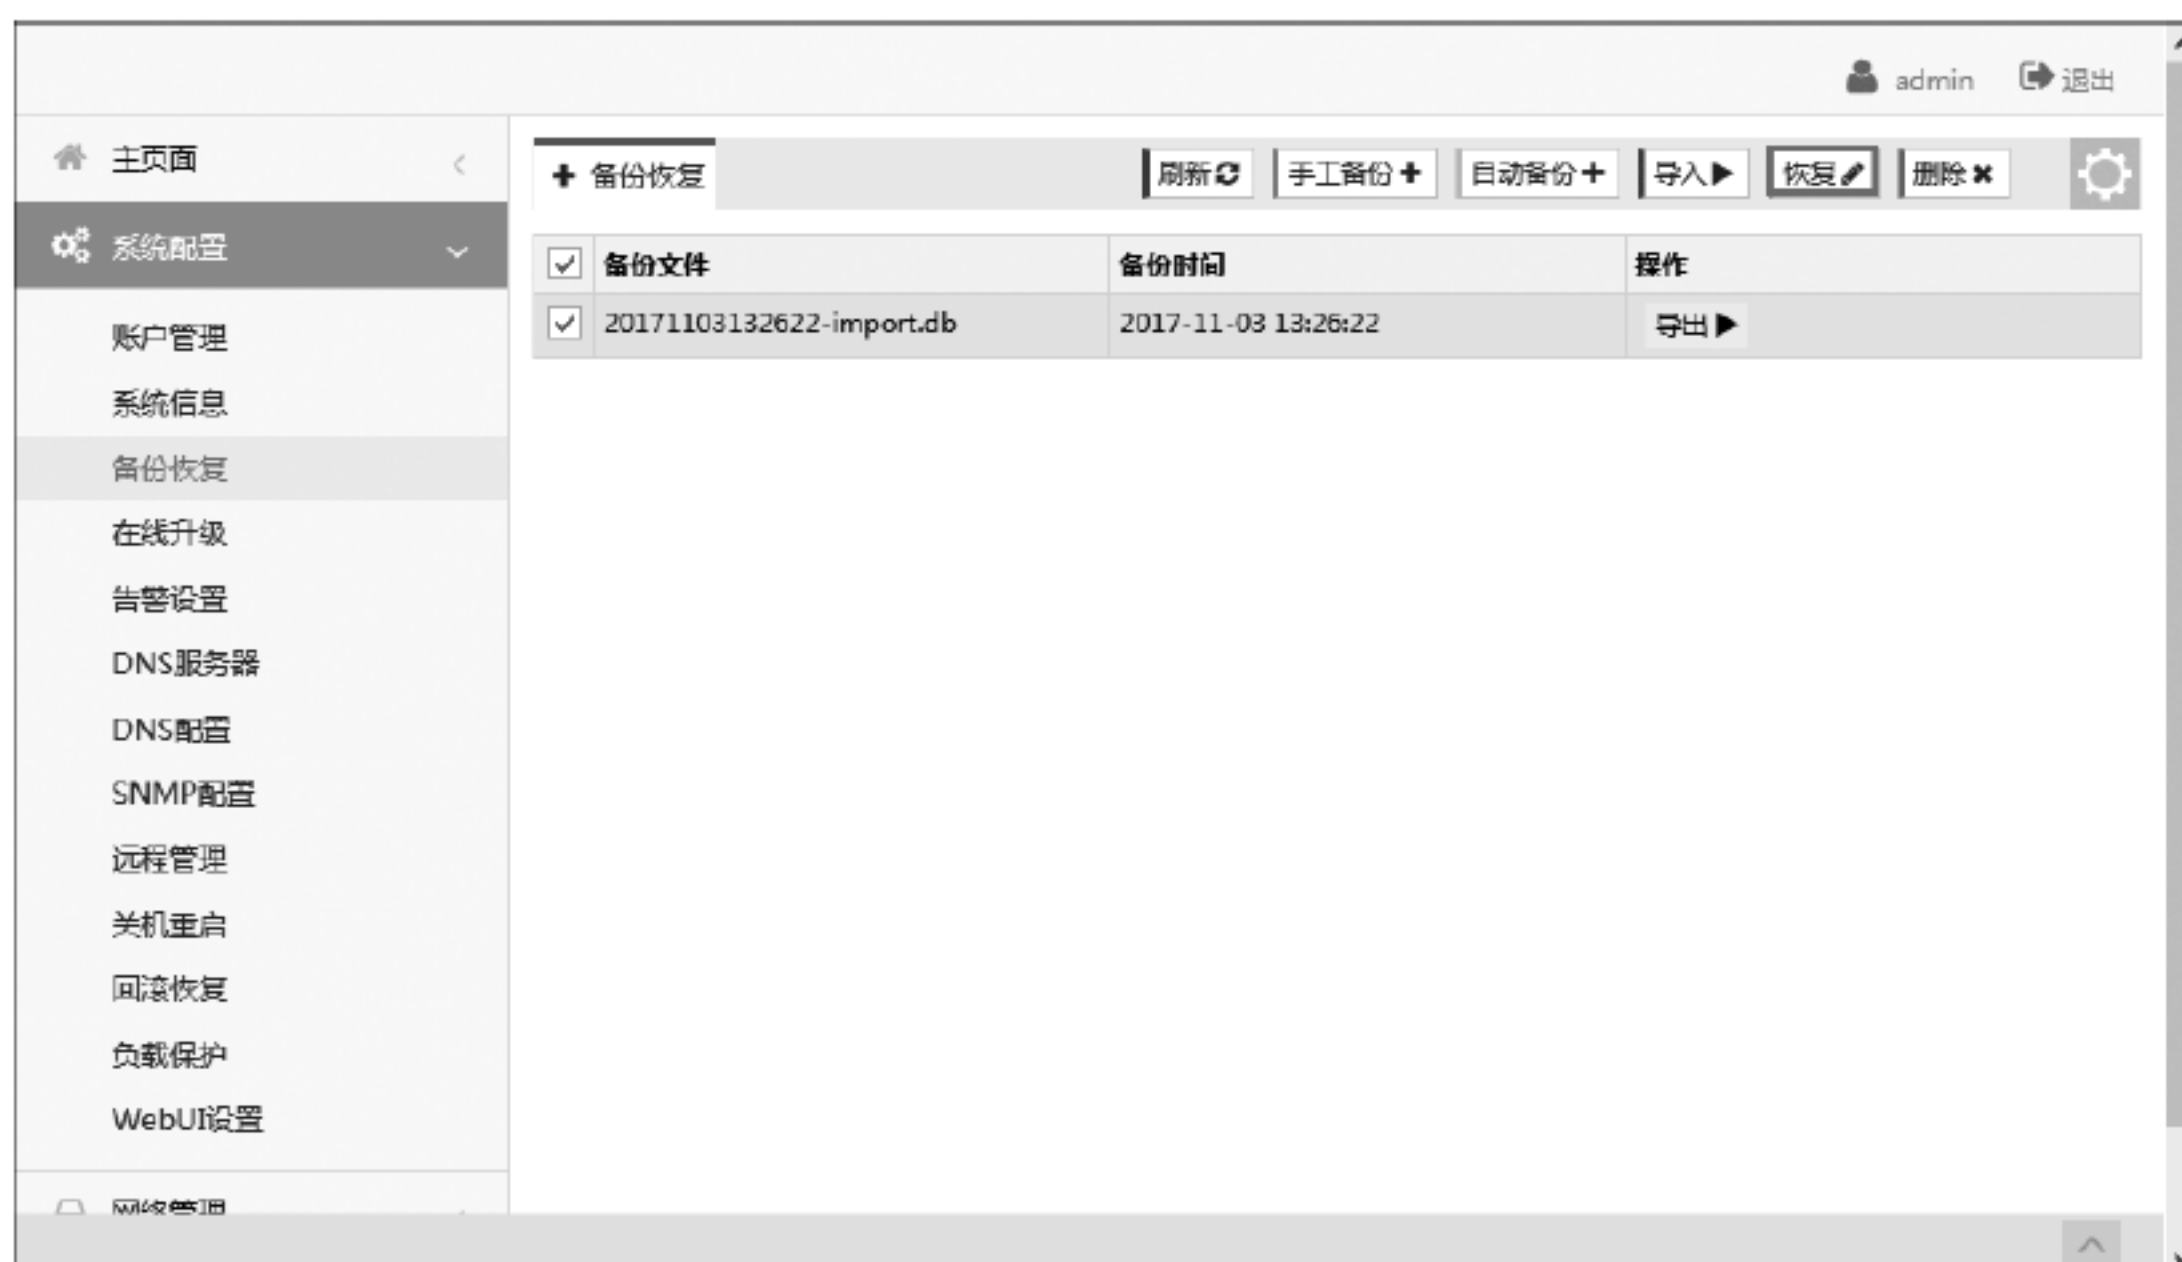 admin 退出
主页面
系统配置
账户管理
系统信息
备份恢复
在线升级
告警设置
DNS服务器
DNS配置
SNMP配置
远程管理
关机重启
回滚恢复
负载保护
WebUI设置
网络管理
备份恢复 刷新 手工备份 自动备份 导入 恢复 删除
备份文件 备份时间 操作
20171103132622-import.db 2017-11-03 13:26:22 导出